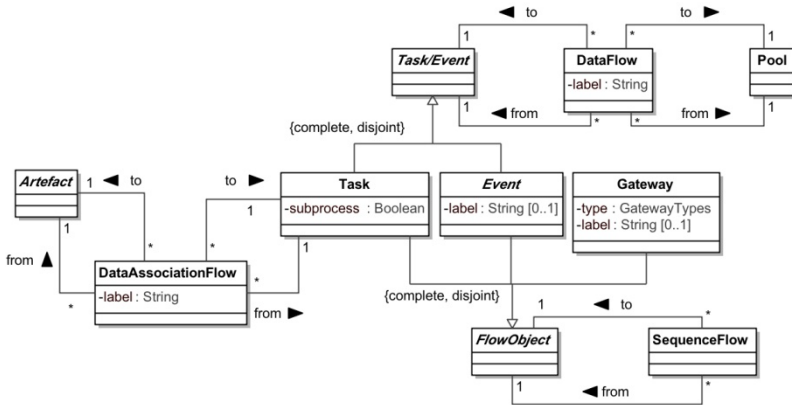 ◄ to
to ►
1
*
*
1
Task/Event
DataFlow
Pool
-label : String
1
◄ from
*
*
from ►
1
{complete, disjoint}
Artefact
1
◄ to
to ►
Task
Event
Gateway
-subprocess : Boolean
-label : String [0..1]
-type : GatewayTypes
-label : String [0..1]
1
1
1
from ▲
*
*
DataAssociationFlow
*
-label : String
*
from ►
{complete, disjoint}
1
◄ to
*
FlowObject
SequenceFlow
1
◄ from
*